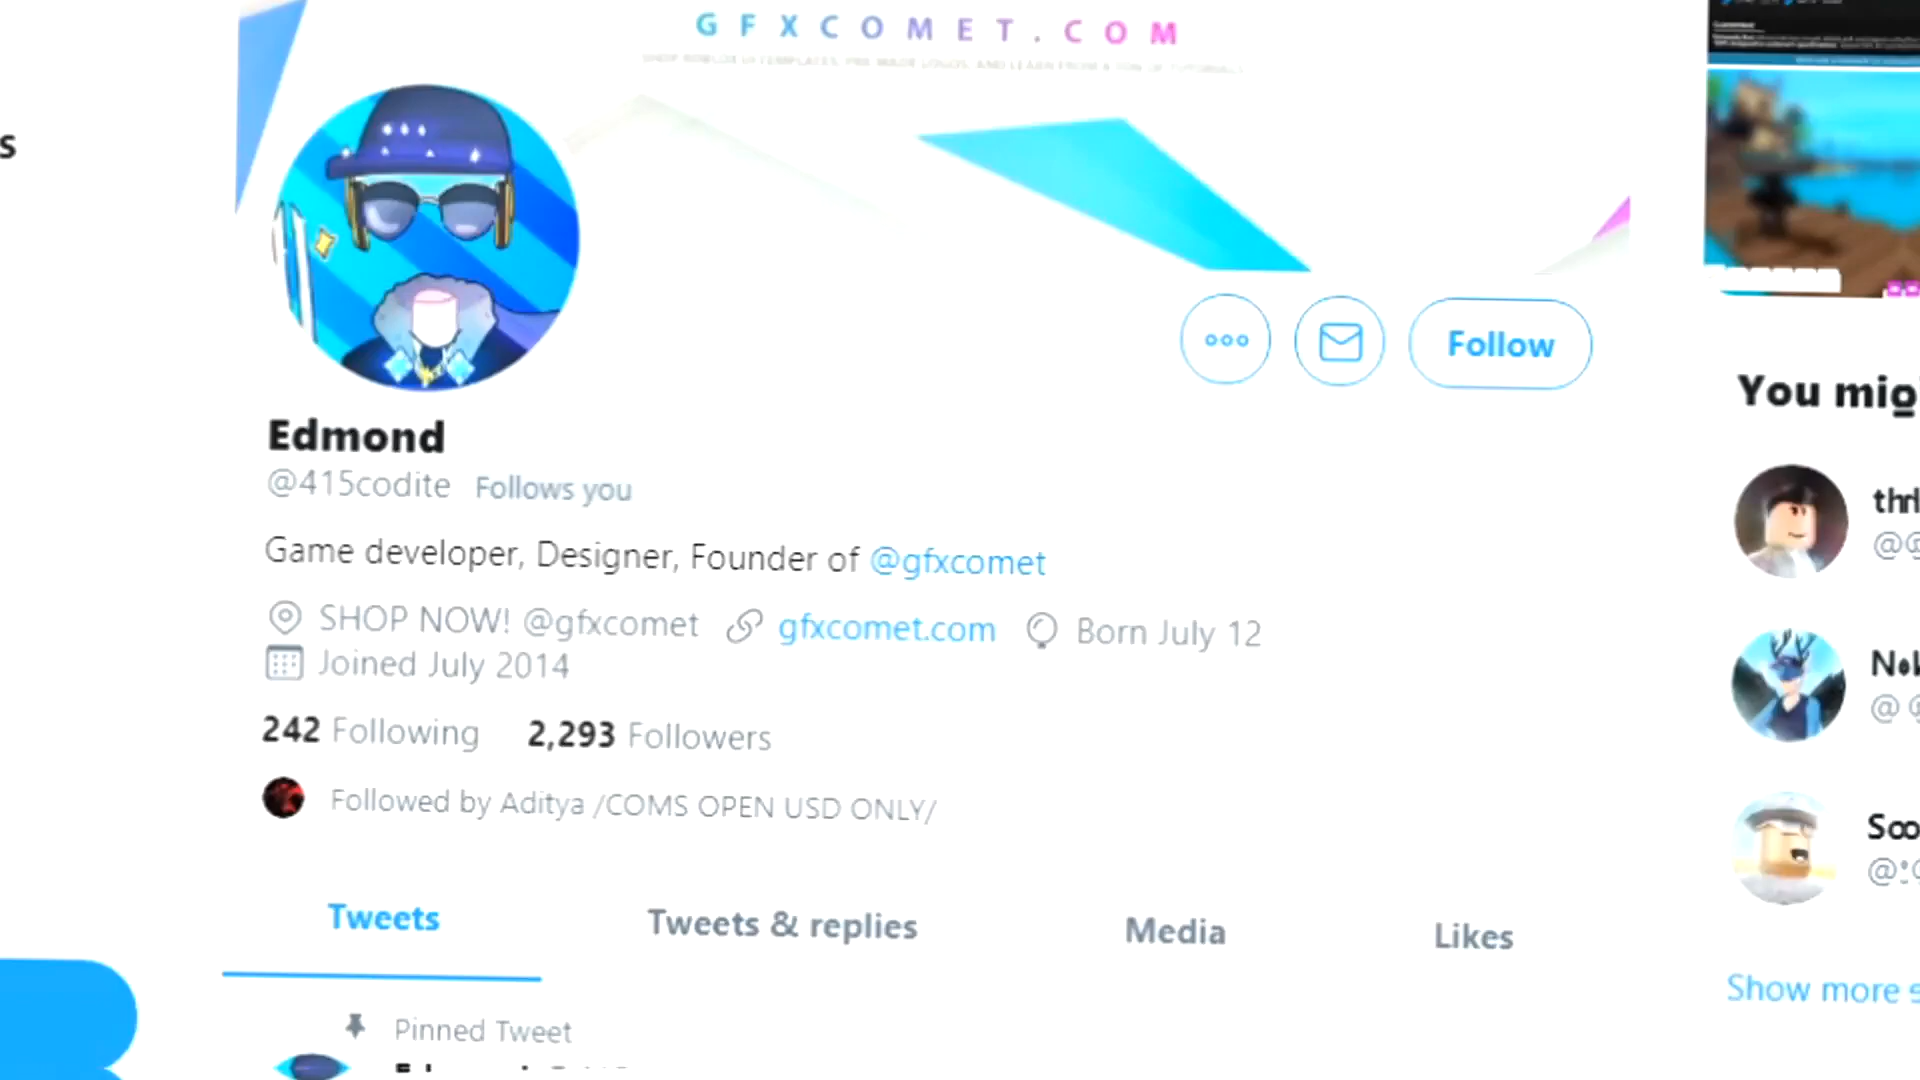 GFXCOMET.COM
s
Edmond
@415codite Follows you
Game developer, Designer, Founder of @gfxcomet
SHOP NOW! @gfxcomet gfxcomet.com Born July 12
Joined July 2014
242 Following 2,293 Followers
Followed by Aditya /COMS OPEN USD ONLY/
Tweets Tweets & replies Media Likes
Pinned Tweet
You mig
Show more s